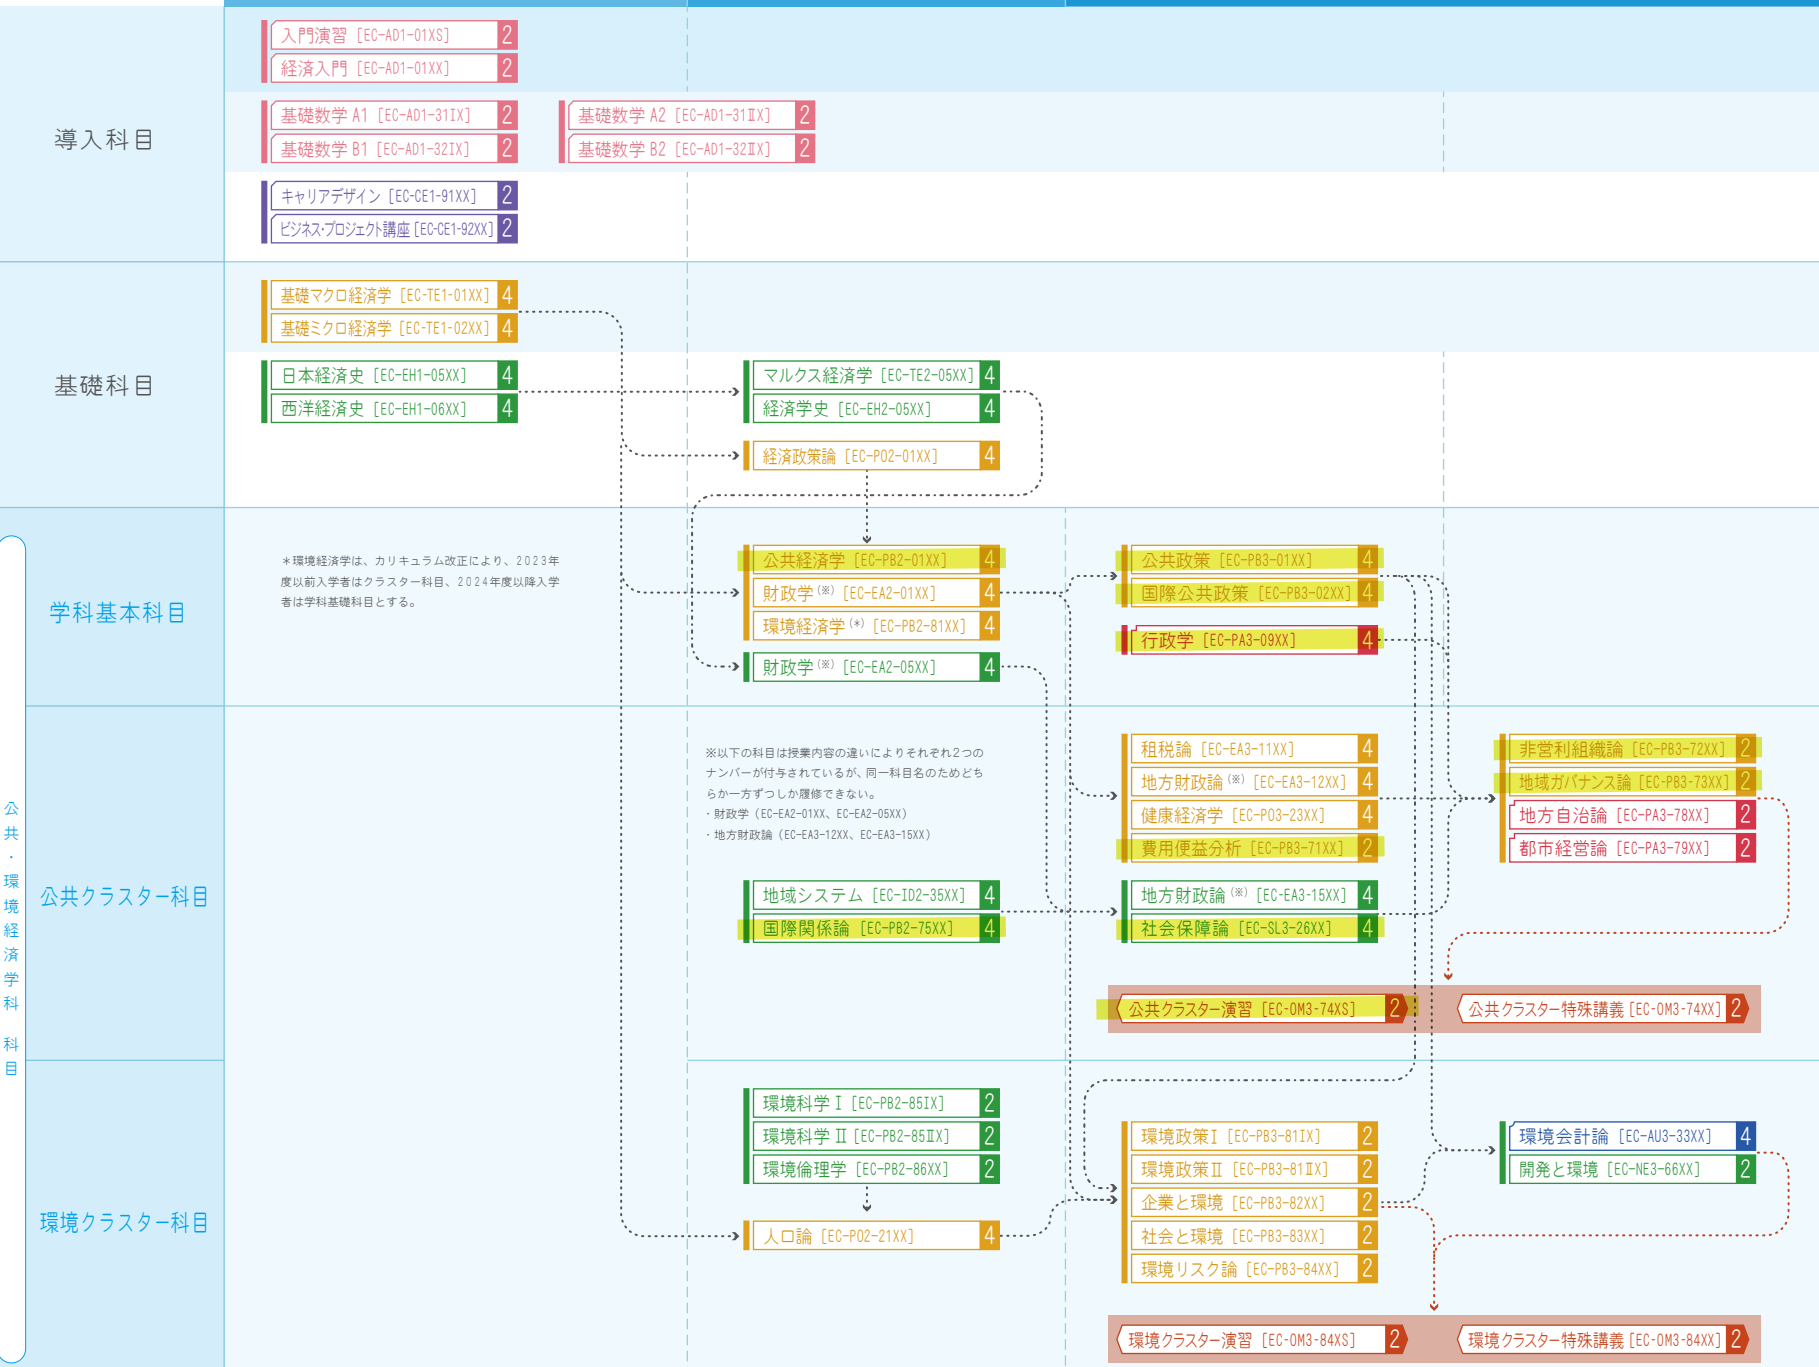 導入科目
入門演習 [EC-AD1-01XS] 2
経済入門 [EC-AD1-01XX] 2
基礎数学 A1 [EC-AD1-31IX] 2
基礎数学 A2 [EC-AD1-31ⅡX] 2
基礎数学 B1 [EC-AD1-32IX] 2
基礎数学 B2 [EC-AD1-32ⅡX] 2
キャリアデザイン [EC-CE1-91XX] 2
ビジネス・プロジェクト講座 [EC-CE1-92XX] 2
基礎科目
基礎マクロ経済学 [EC-TE1-01XX] 4
基礎ミクロ経済学 [EC-TE1-02XX] 4
日本経済史 [EC-EH1-05XX] 4
西洋経済史 [EC-EH1-06XX] 4
マルクス経済学 [EC-TE2-05XX] 4
経済学史 [EC-EH2-05XX] 4
経済政策論 [EC-PO2-01XX] 4
公共・環境経済学科 科目
学科基本科目
＊環境経済学は、カリキュラム改正により、2023年
度以前入学者はクラスター科目、2024年度以降入学
者は学科基礎科目とする。
公共経済学 [EC-PB2-01XX] 4
財政学(※) [EC-EA2-01XX] 4
環境経済学(*) [EC-PB2-81XX] 4
財政学(※) [EC-EA2-05XX] 4
公共政策 [EC-PB3-01XX] 4
国際公共政策 [EC-PB3-02XX] 4
行政学 [EC-PA3-09XX] 4
公共クラスター科目
※以下の科目は授業内容の違いによりそれぞれ2つの
ナンバーが付与されているが、同一科目名のためどち
らか一方ずつしか履修できない。
・財政学（EC-EA2-01XX、EC-EA2-05XX）
・地方財政論（EC-EA3-12XX、EC-EA3-15XX）
地域システム [EC-ID2-35XX] 4
国際関係論 [EC-PB2-75XX] 4
租税論 [EC-EA3-11XX] 4
地方財政論(※) [EC-EA3-12XX] 4
健康経済学 [EC-PO3-23XX] 4
費用便益分析 [EC-PB3-71XX] 2
地方財政論(※) [EC-EA3-15XX] 4
社会保障論 [EC-SL3-26XX] 4
非営利組織論 [EC-PB3-72XX] 2
地域ガバナンス論 [EC-PB3-73XX] 2
地方自治論 [EC-PA3-78XX] 2
都市経営論 [EC-PA3-79XX] 2
公共クラスター演習 [EC-OM3-74XS] 2
公共クラスター特殊講義 [EC-OM3-74XX] 2
環境クラスター科目
環境科学Ⅰ [EC-PB2-85IX] 2
環境科学Ⅱ [EC-PB2-85ⅡX] 2
環境倫理学 [EC-PB2-86XX] 2
人口論 [EC-PO2-21XX] 4
環境政策Ⅰ [EC-PB3-81IX] 2
環境政策Ⅱ [EC-PB3-81ⅡX] 2
企業と環境 [EC-PB3-82XX] 2
社会と環境 [EC-PB3-83XX] 2
環境リスク論 [EC-PB3-84XX] 2
環境会計論 [EC-AU3-33XX] 4
開発と環境 [EC-NE3-66XX] 2
環境クラスター演習 [EC-OM3-84XS] 2
環境クラスター特殊講義 [EC-OM3-84XX] 2